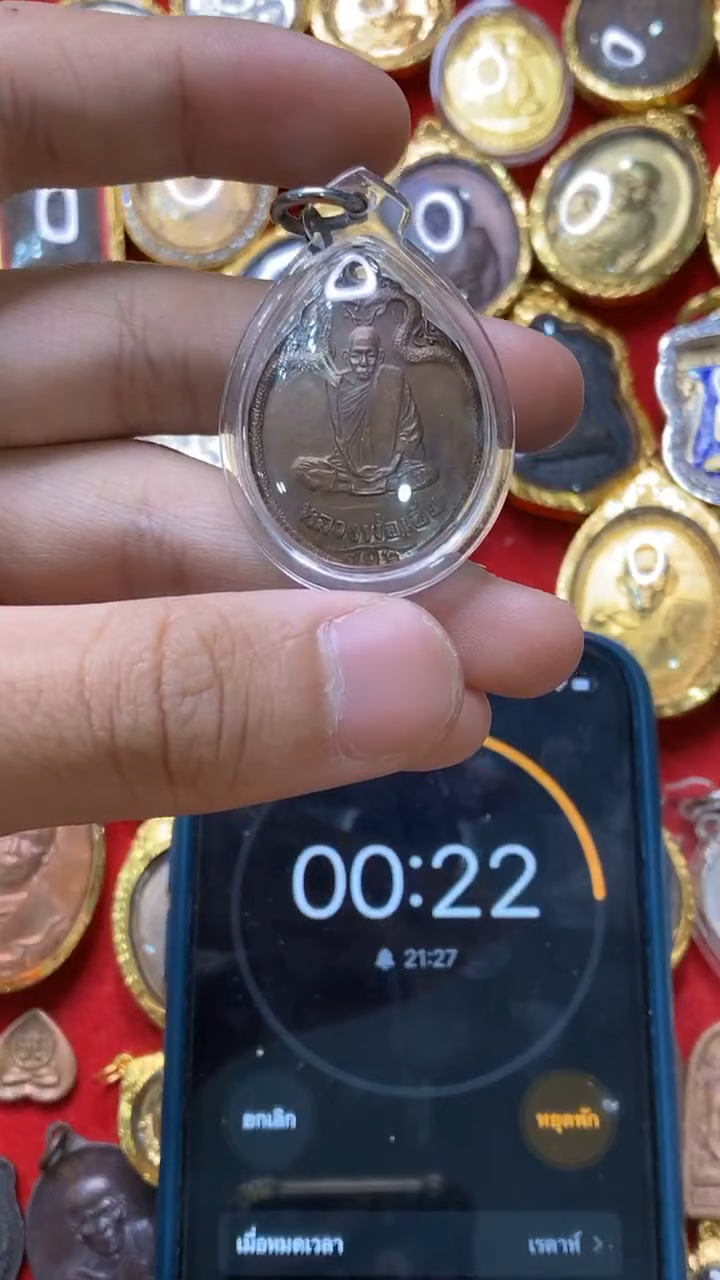 หลวงพ่อเอีย
00:22
21:27
ยกเลิก
หยุดพัก
เมื่อหมดเวลา
เรดาห์